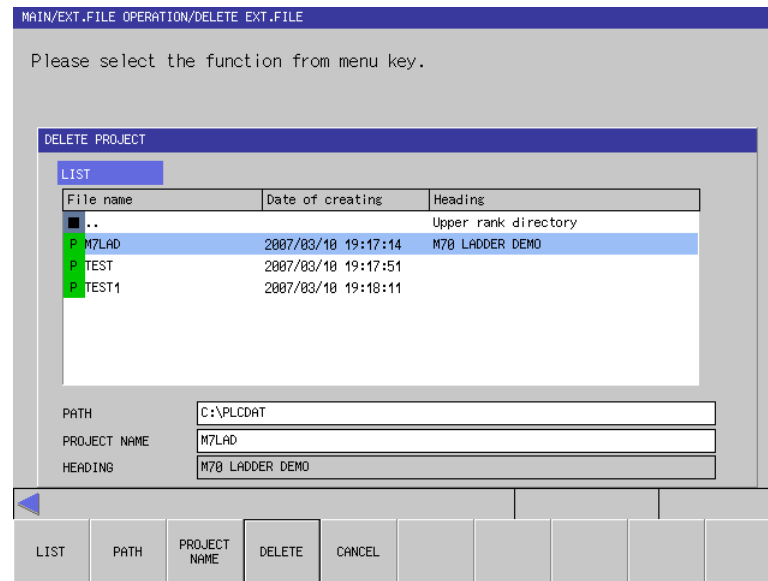 MAIN/EXT.FILE OPERATION/DELETE EXT.FILE
Please select the function from menu key.
DELETE PROJECT
LIST
File name Date of creating Heading
.. Upper rank directory
P M7LAD 2007/03/10 19:17:14 M70 LADDER DEMO
P TEST 2007/03/10 19:17:51
P TEST1 2007/03/10 19:18:11
PATH C:\PLCDAT
PROJECT NAME M7LAD
HEADING M70 LADDER DEMO
LIST PATH PROJECT NAME DELETE CANCEL